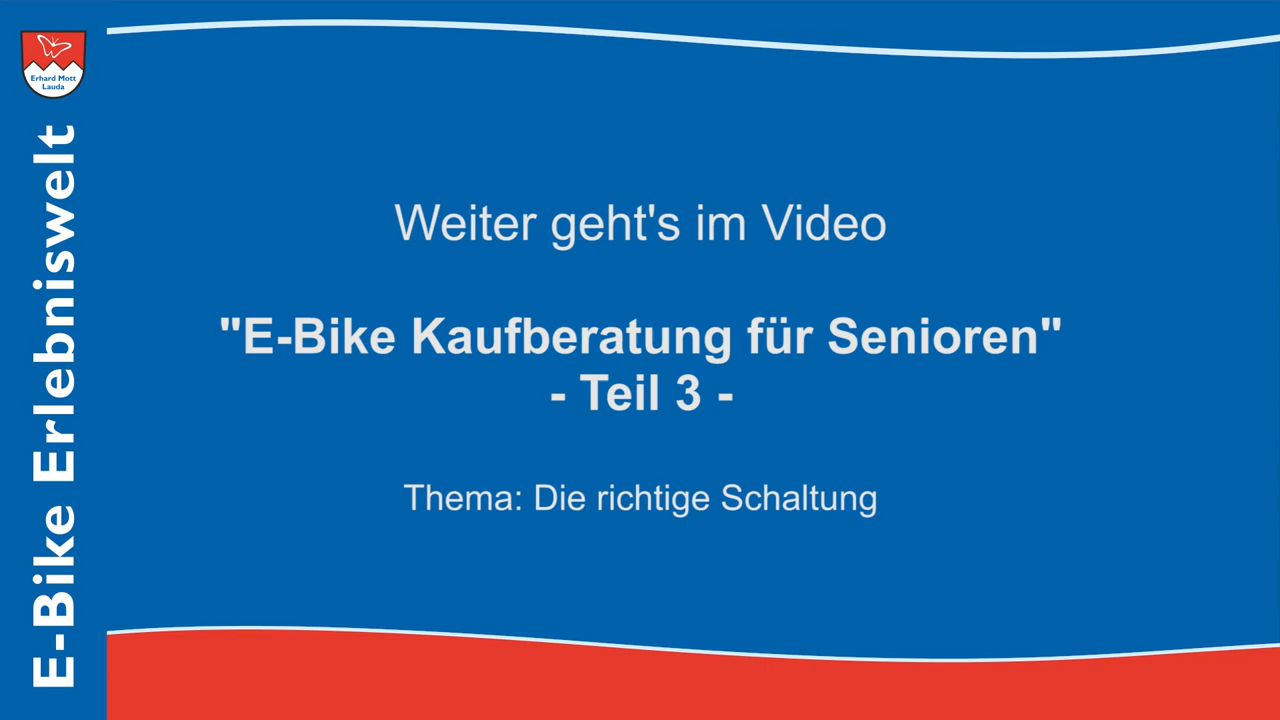 Erhard Mott
Lauda
E-Bike Erlebniswelt
Weiter geht's im Video
"E-Bike Kaufberatung für Senioren"
- Teil 3 -
Thema: Die richtige Schaltung